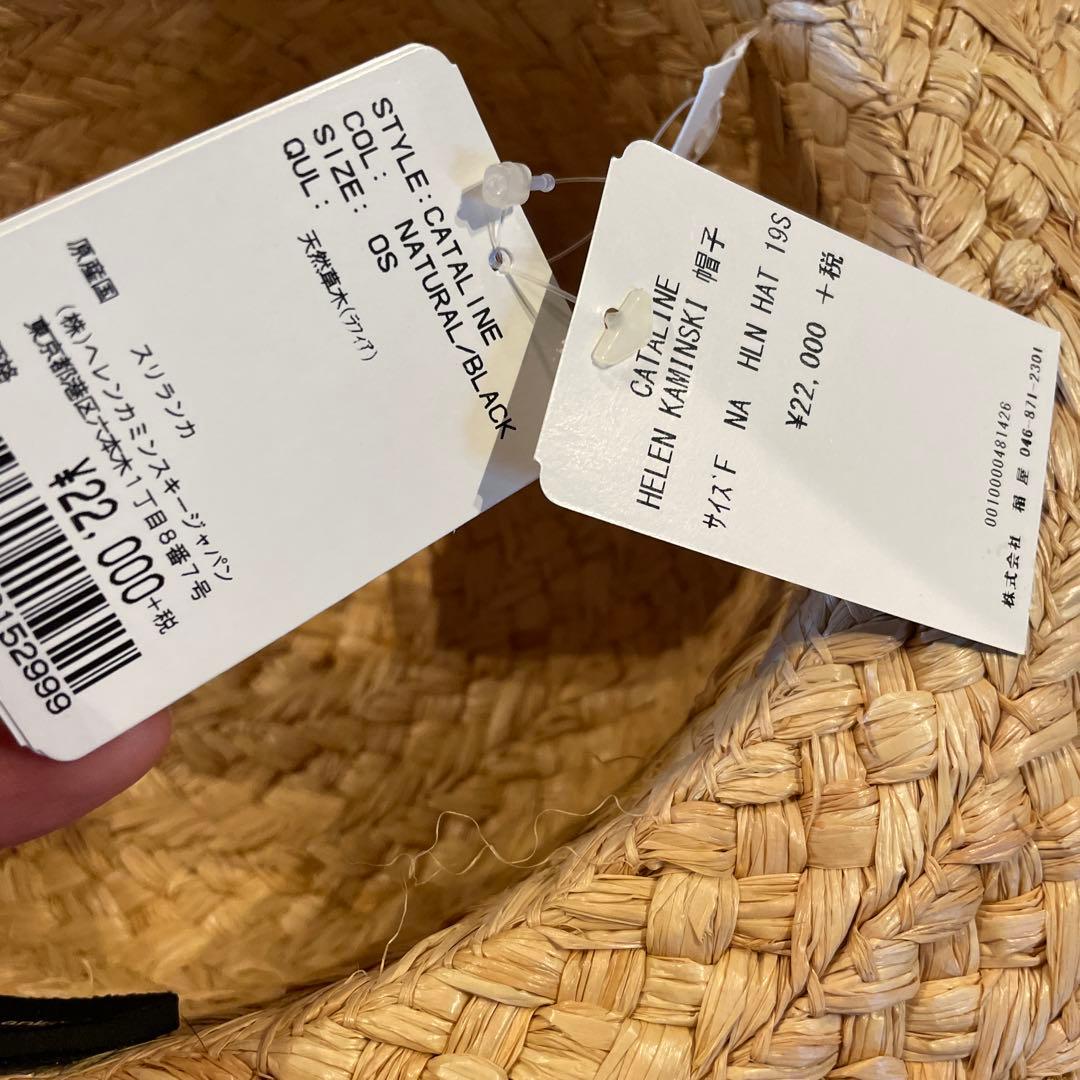 STYLE:CATALINE
COL: NATURAL/BLACK
SIZE: OS
QUL:
天然草木(ラフィア)
原産国
スリランカ
(株)ヘレンカミンスキージャパン
東京都港区六本木1丁目8番7号
¥22,000+税
152999
CATALINE
HELEN KAMINSKI 帽子
サイズ F NA HLN HAT 19S
¥22,000 +税
0010000481426
株式会社 稲屋 046-871-2301